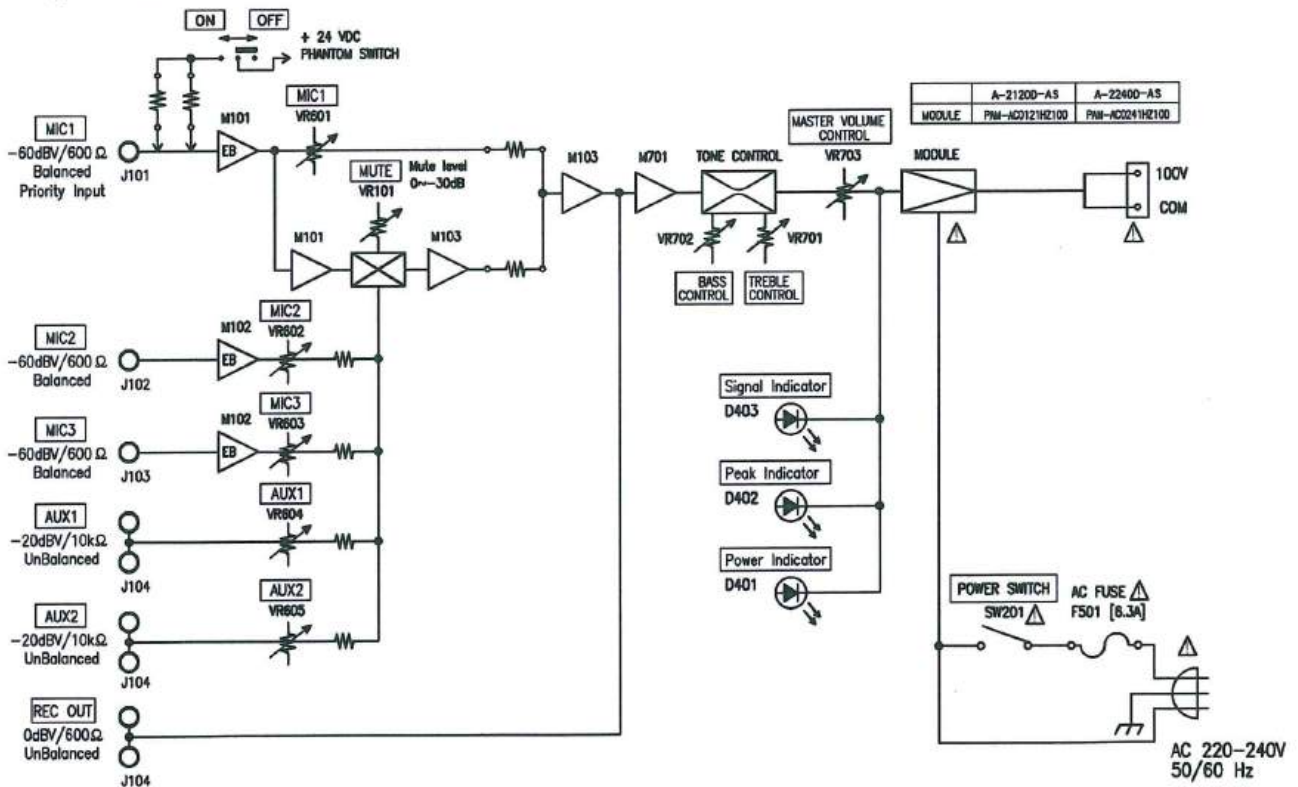 ON OFF
+ 24 VDC
PHANTOM SWITCH
MIC1
-60dBV/600Ω
Balanced
Priority Input
J101
M101
EB
MIC1
VR601
MUTE
VR101
Mute level
0~-30dB
M101
M103
M103
M701
TONE CONTROL
VR702
VR701
BASS
CONTROL
TREBLE
CONTROL
MASTER VOLUME
CONTROL
VR703
A-2120D-AS A-2240D-AS
MODULE PAM-AC0121HZ100 PAM-AC0241HZ100
MODULE
100V
COM
MIC2
-60dBV/600Ω
Balanced
J102
M102
EB
MIC2
VR602
MIC3
-60dBV/600Ω
Balanced
J103
M102
EB
MIC3
VR603
AUX1
-20dBV/10kΩ
UnBalanced
J104
AUX1
VR604
AUX2
-20dBV/10kΩ
UnBalanced
J104
AUX2
VR605
REC OUT
0dBV/600Ω
UnBalanced
J104
Signal Indicator
D403
Peak Indicator
D402
Power Indicator
D401
POWER SWITCH
SW201
AC FUSE
F501 [6.3A]
AC 220-240V
50/60 Hz